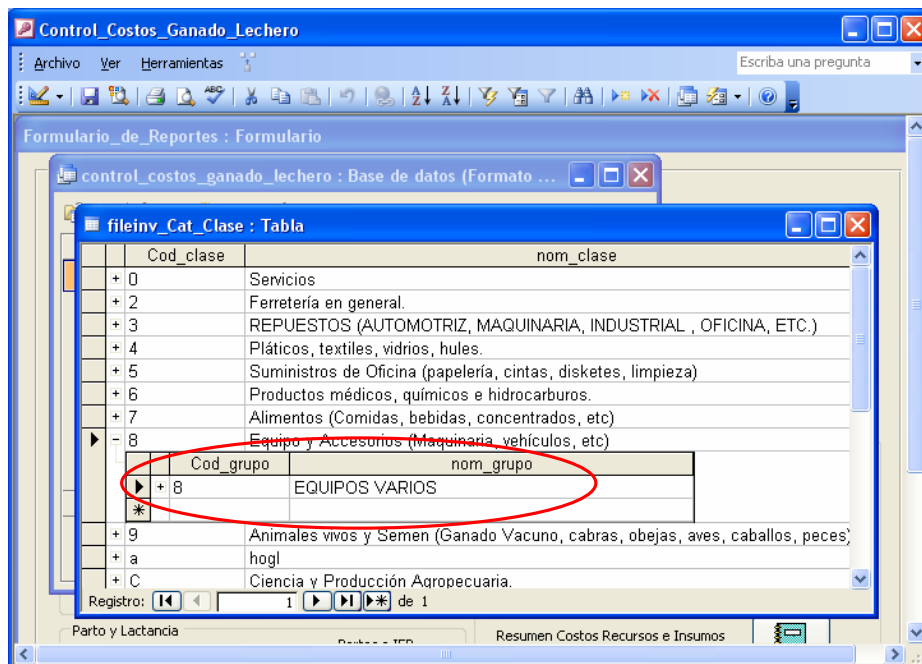 Control_Costos_Ganado_Lechero
Archivo Ver Herramientas Escriba una pregunta
Formulario_de_Reportes : Formulario
control_costos_ganado_lechero : Base de datos (Formato ...
fileinv_Cat_Clase : Tabla
Cod_clase nom_clase
+ 0 Servicios
+ 2 Ferretería en general.
+ 3 REPUESTOS (AUTOMOTRIZ, MAQUINARIA, INDUSTRIAL , OFICINA, ETC.)
+ 4 Pláticos, textiles, vidrios, hules.
+ 5 Suministros de Oficina (papelería, cintas, disketes, limpieza)
+ 6 Productos médicos, químicos e hidrocarburos.
+ 7 Alimentos (Comidas, bebidas, concentrados, etc)
- 8 Equipo y Accesorios (Maquinaria, vehículos, etc)
Cod_grupo nom_grupo
+ 8 EQUIPOS VARIOS
+ 9 Animales vivos y Semen (Ganado Vacuno, cabras, obejas, aves, caballos, peces)
+ a hogl
+ C Ciencia y Producción Agropecuaria.
Registro: 1 de 1
Parto y Lactancia Resumen Costos Recursos e Insumos